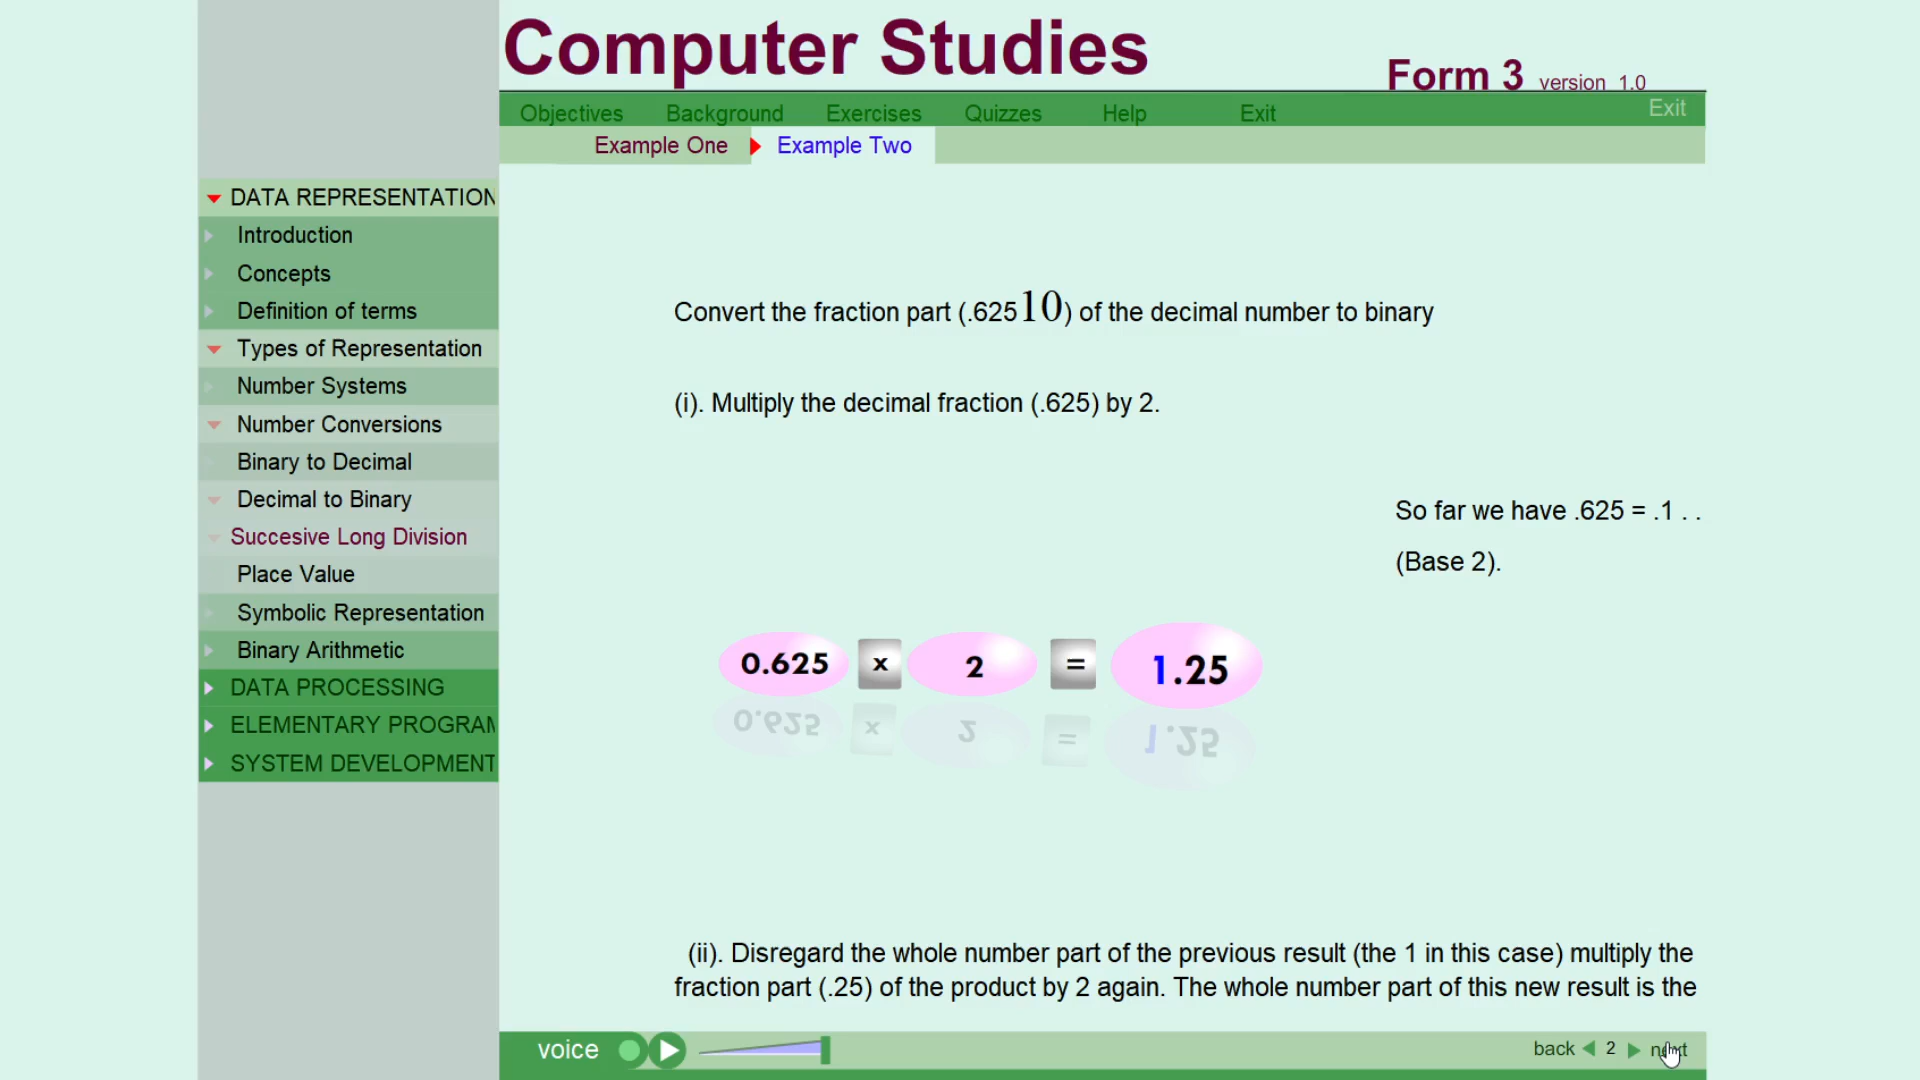 Computer Studies
Form 3 version 1.0
Objectives Background Exercises Quizzes Help Exit Exit
Example One Example Two
DATA REPRESENTATION
Introduction
Concepts
Definition of terms
Types of Representation
Number Systems
Number Conversions
Binary to Decimal
Decimal to Binary
Succesive Long Division
Place Value
Symbolic Representation
Binary Arithmetic
DATA PROCESSING
ELEMENTARY PROGRAM
SYSTEM DEVELOPMENT
Convert the fraction part (.62510) of the decimal number to binary
(i). Multiply the decimal fraction (.625) by 2.
So far we have .625 = .1 . .
(Base 2).
0.625 x 2 = 1.25
(ii). Disregard the whole number part of the previous result (the 1 in this case) multiply the
fraction part (.25) of the product by 2 again. The whole number part of this new result is the
voice
back 2 next